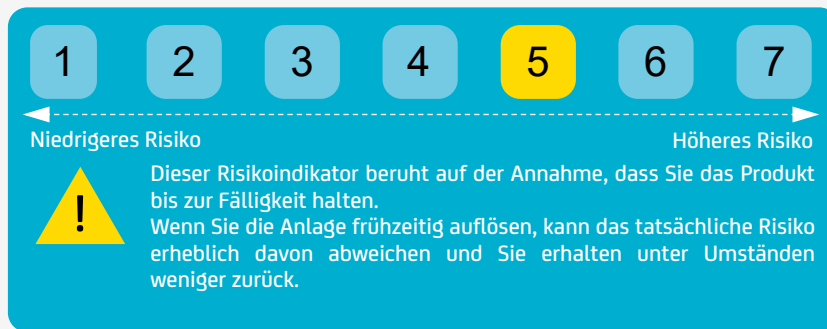 1 2 3 4 5 6 7
Niedrigeres Risiko Höheres Risiko
Dieser Risikoindikator beruht auf der Annahme, dass Sie das Produkt
bis zur Fälligkeit halten.
Wenn Sie die Anlage frühzeitig auflösen, kann das tatsächliche Risiko
erheblich davon abweichen und Sie erhalten unter Umständen
weniger zurück.
!